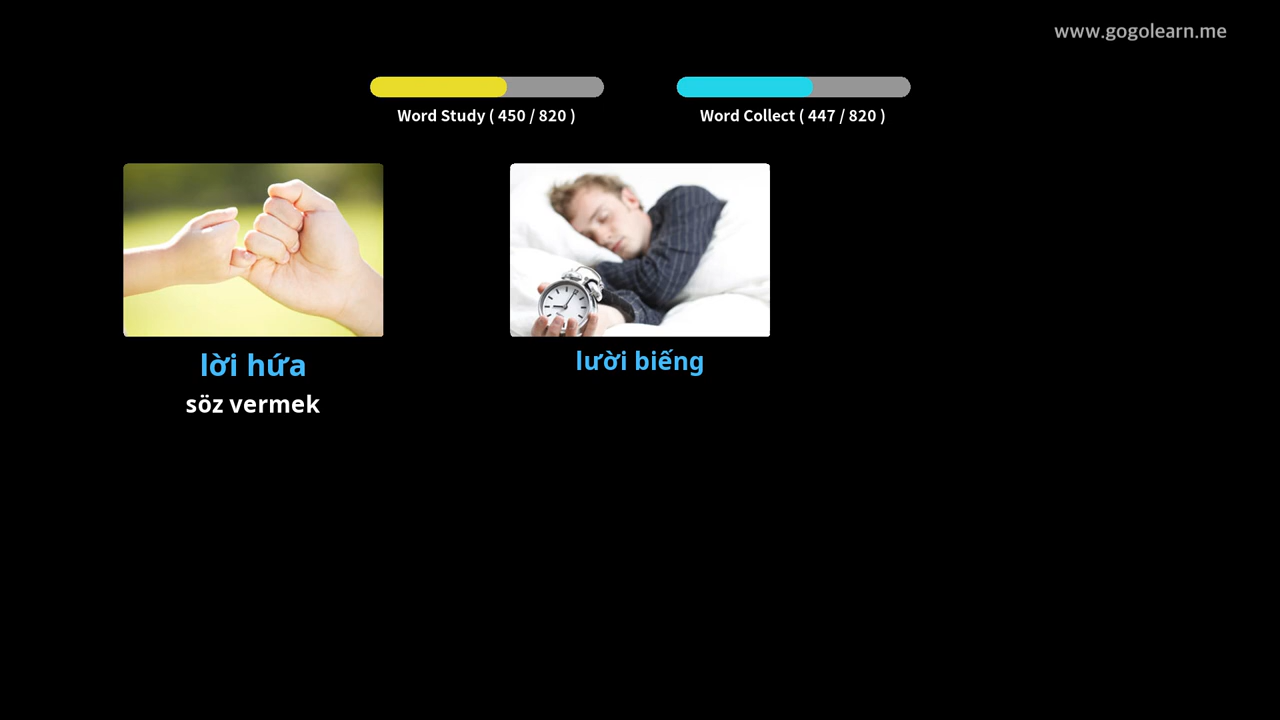 www.gogolearn.me
Word Study ( 450 / 820 )
Word Collect ( 447 / 820 )
lời hứa
söz vermek
lười biếng